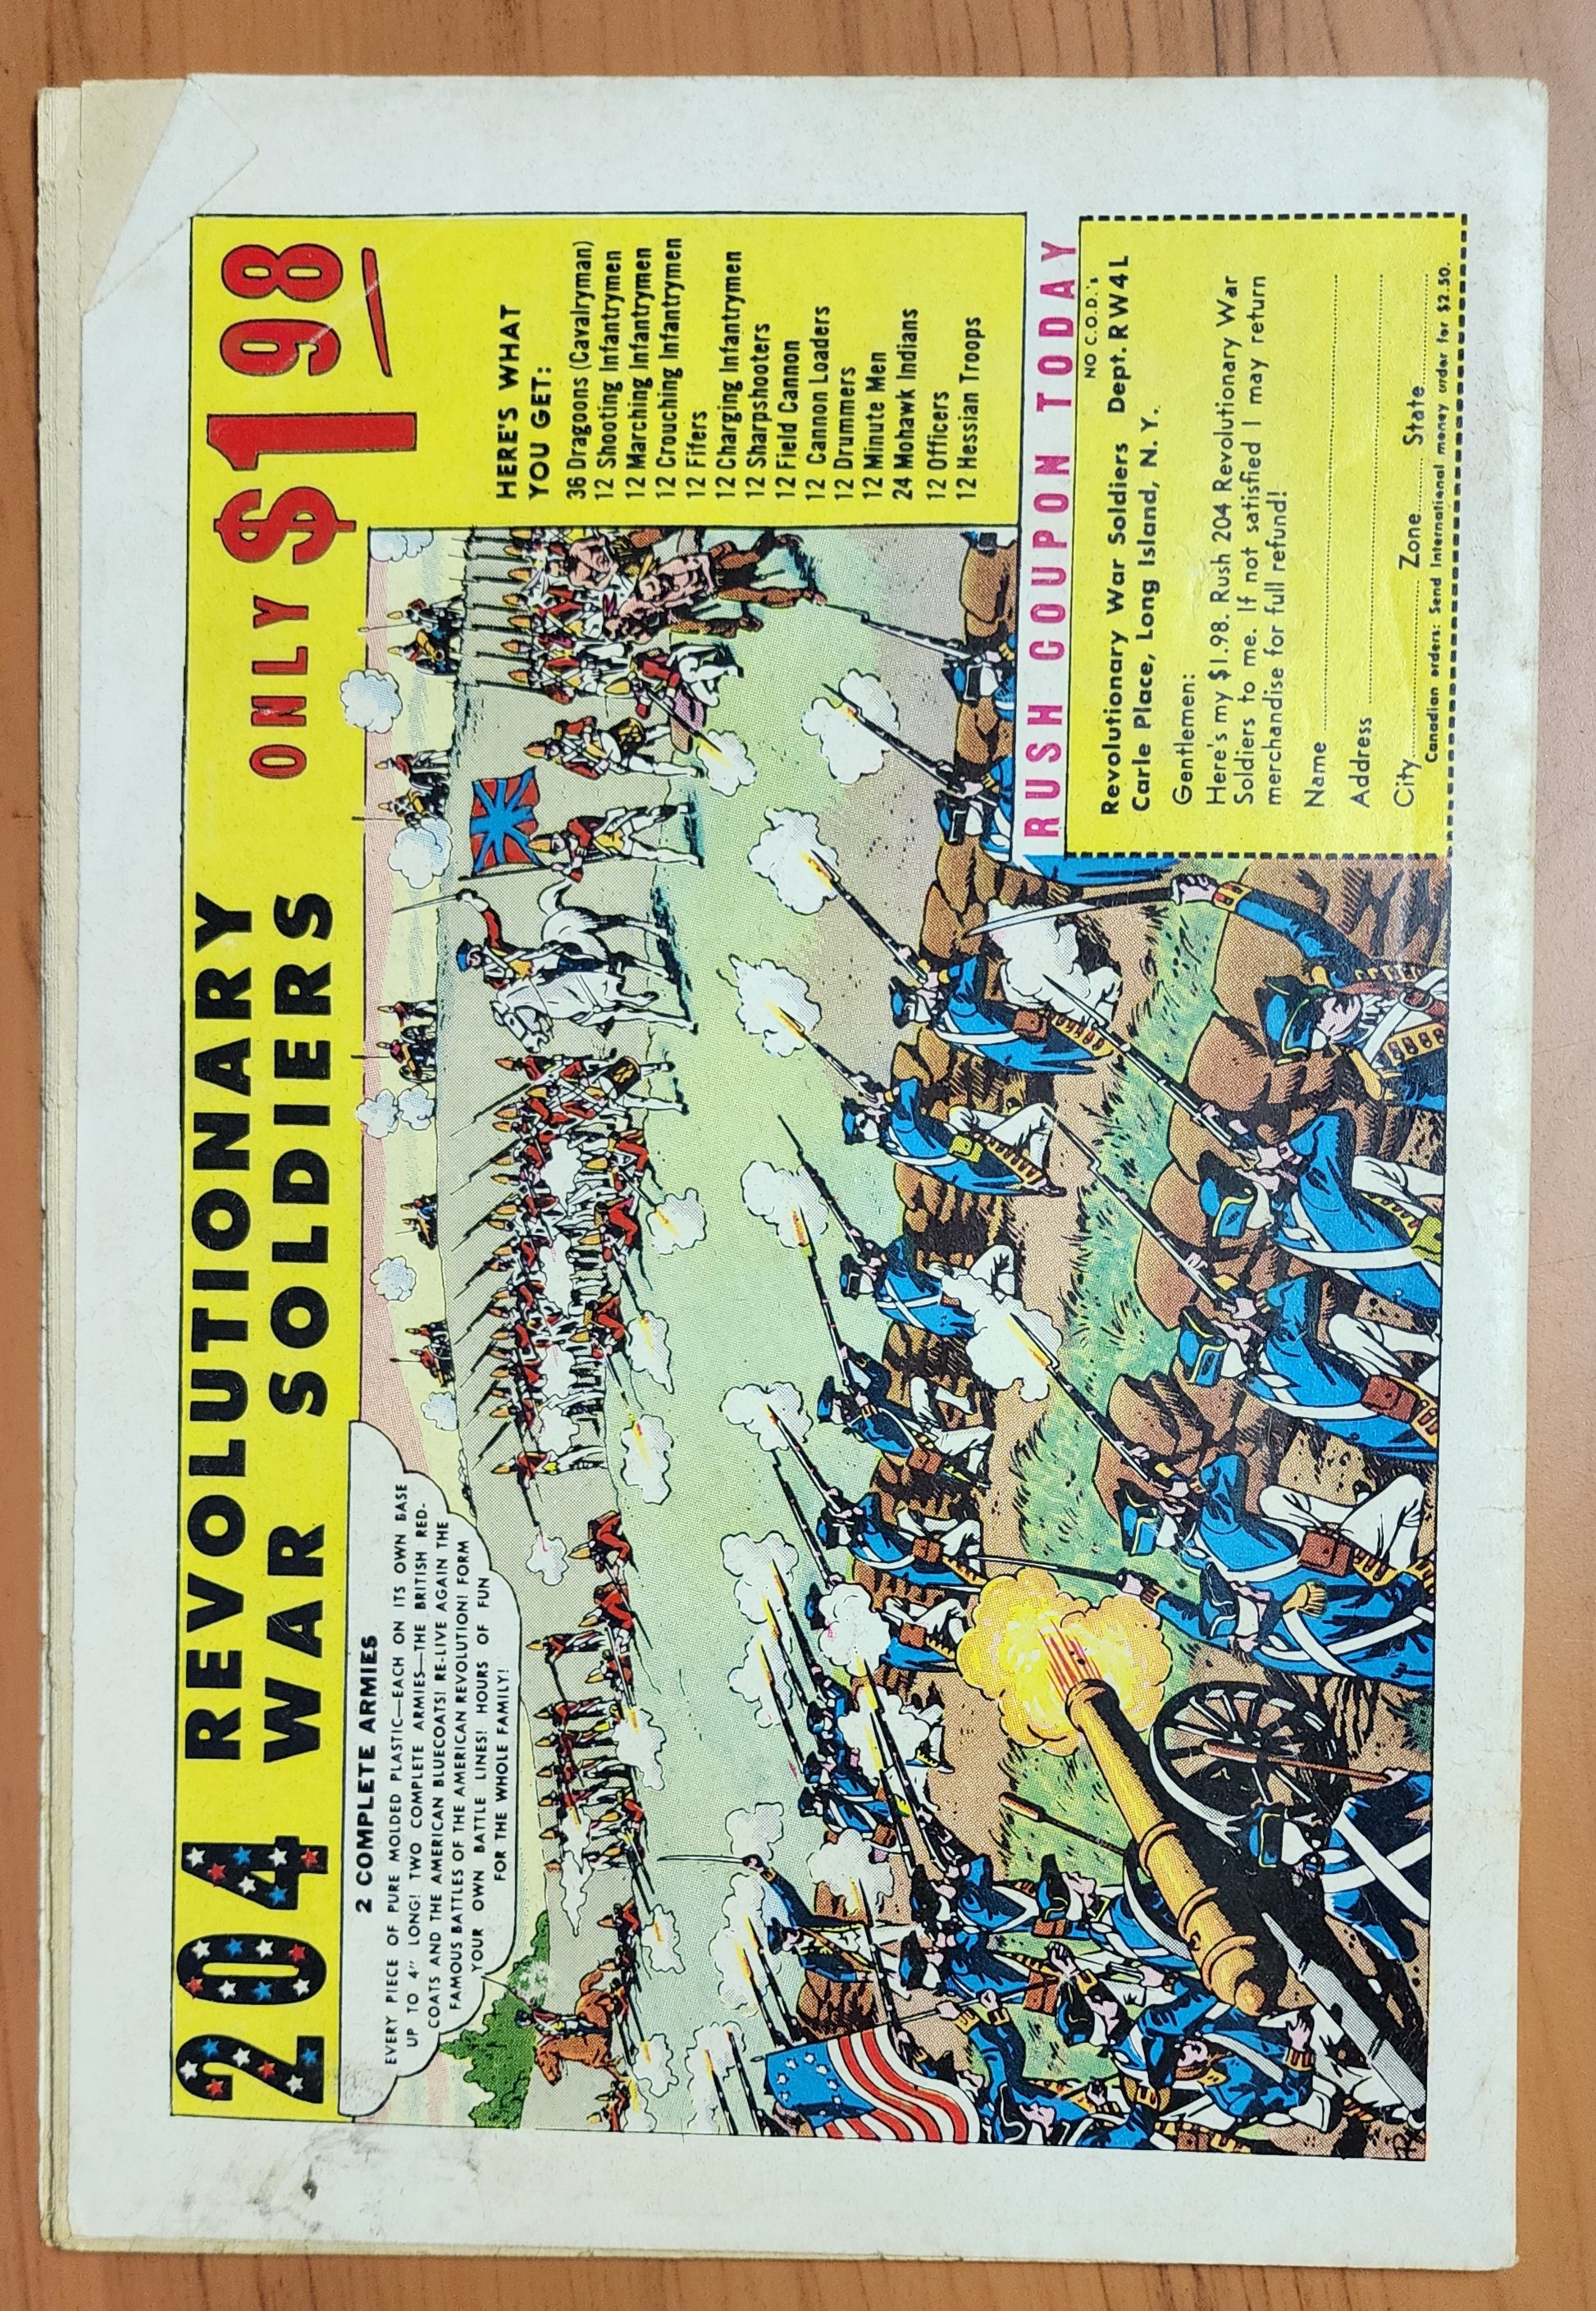 204 REVOLUTIONARY
WAR SOLDIERS
ONLY $198
2 COMPLETE ARMIES
EVERY PIECE OF PURE MOLDED PLASTIC—EACH ON ITS OWN BASE
UP TO 4" LONG! TWO COMPLETE ARMIES—THE BRITISH RED-
COATS AND THE AMERICAN BLUECOATS! RE-LIVE AGAIN THE
FAMOUS BATTLES OF THE AMERICAN REVOLUTION! FORM
YOUR OWN BATTLE LINES! HOURS OF FUN
FOR THE WHOLE FAMILY!
HERE'S WHAT
YOU GET:
36 Dragoons (Cavalryman)
12 Shooting Infantrymen
12 Marching Infantrymen
12 Crouching Infantrymen
12 Fifers
12 Charging Infantrymen
12 Sharpshooters
12 Field Cannon
12 Cannon Loaders
12 Drummers
12 Minute Men
24 Mohawk Indians
12 Officers
12 Hessian Troops
RUSH COUPON TODAY
NO C.O.D.'s
Revolutionary War Soldiers Dept. RW4L
Carle Place, Long Island, N. Y.
Gentlemen:
Here's my $1.98. Rush 204 Revolutionary War
Soldiers to me. If not satisfied I may return
merchandise for full refund!
Name
Address
City Zone State
Canadian orders: Send International money order for $2.50.